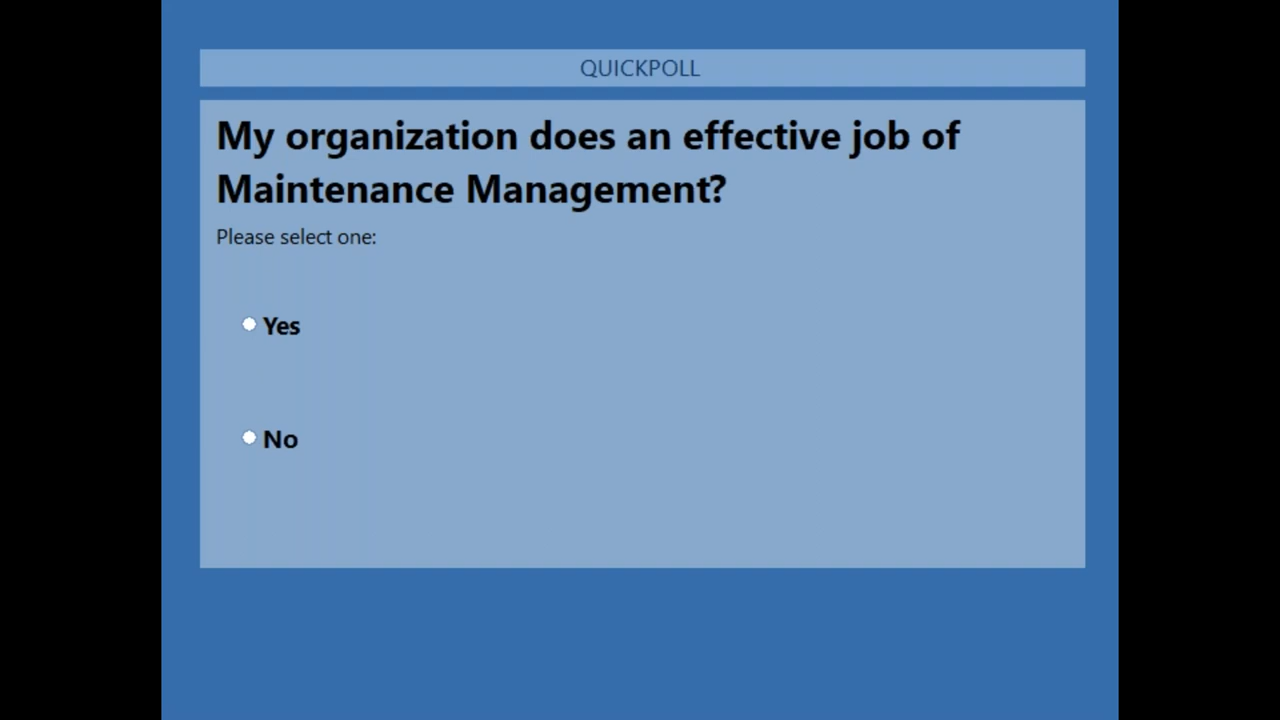 QUICKPOLL
My organization does an effective job of
Maintenance Management?
Please select one:
Yes
No